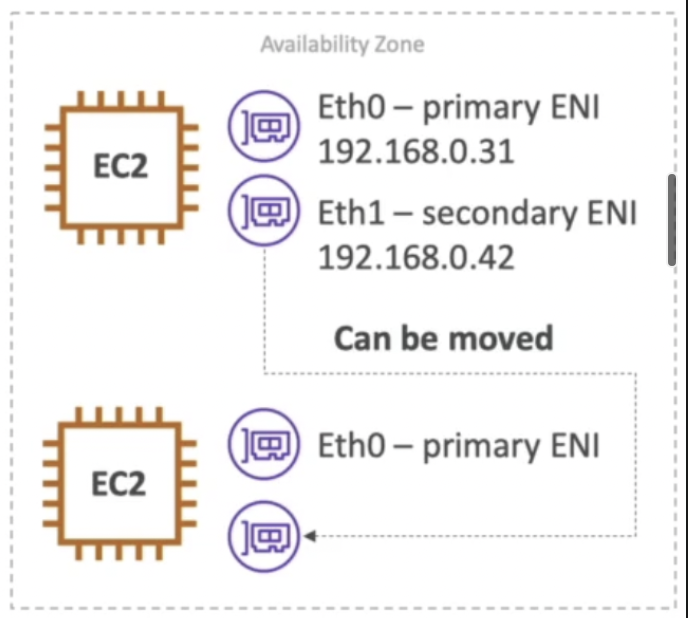 Availability Zone
EC2
Eth0 – primary ENI
192.168.0.31
Eth1 – secondary ENI
192.168.0.42
Can be moved
EC2
Eth0 – primary ENI